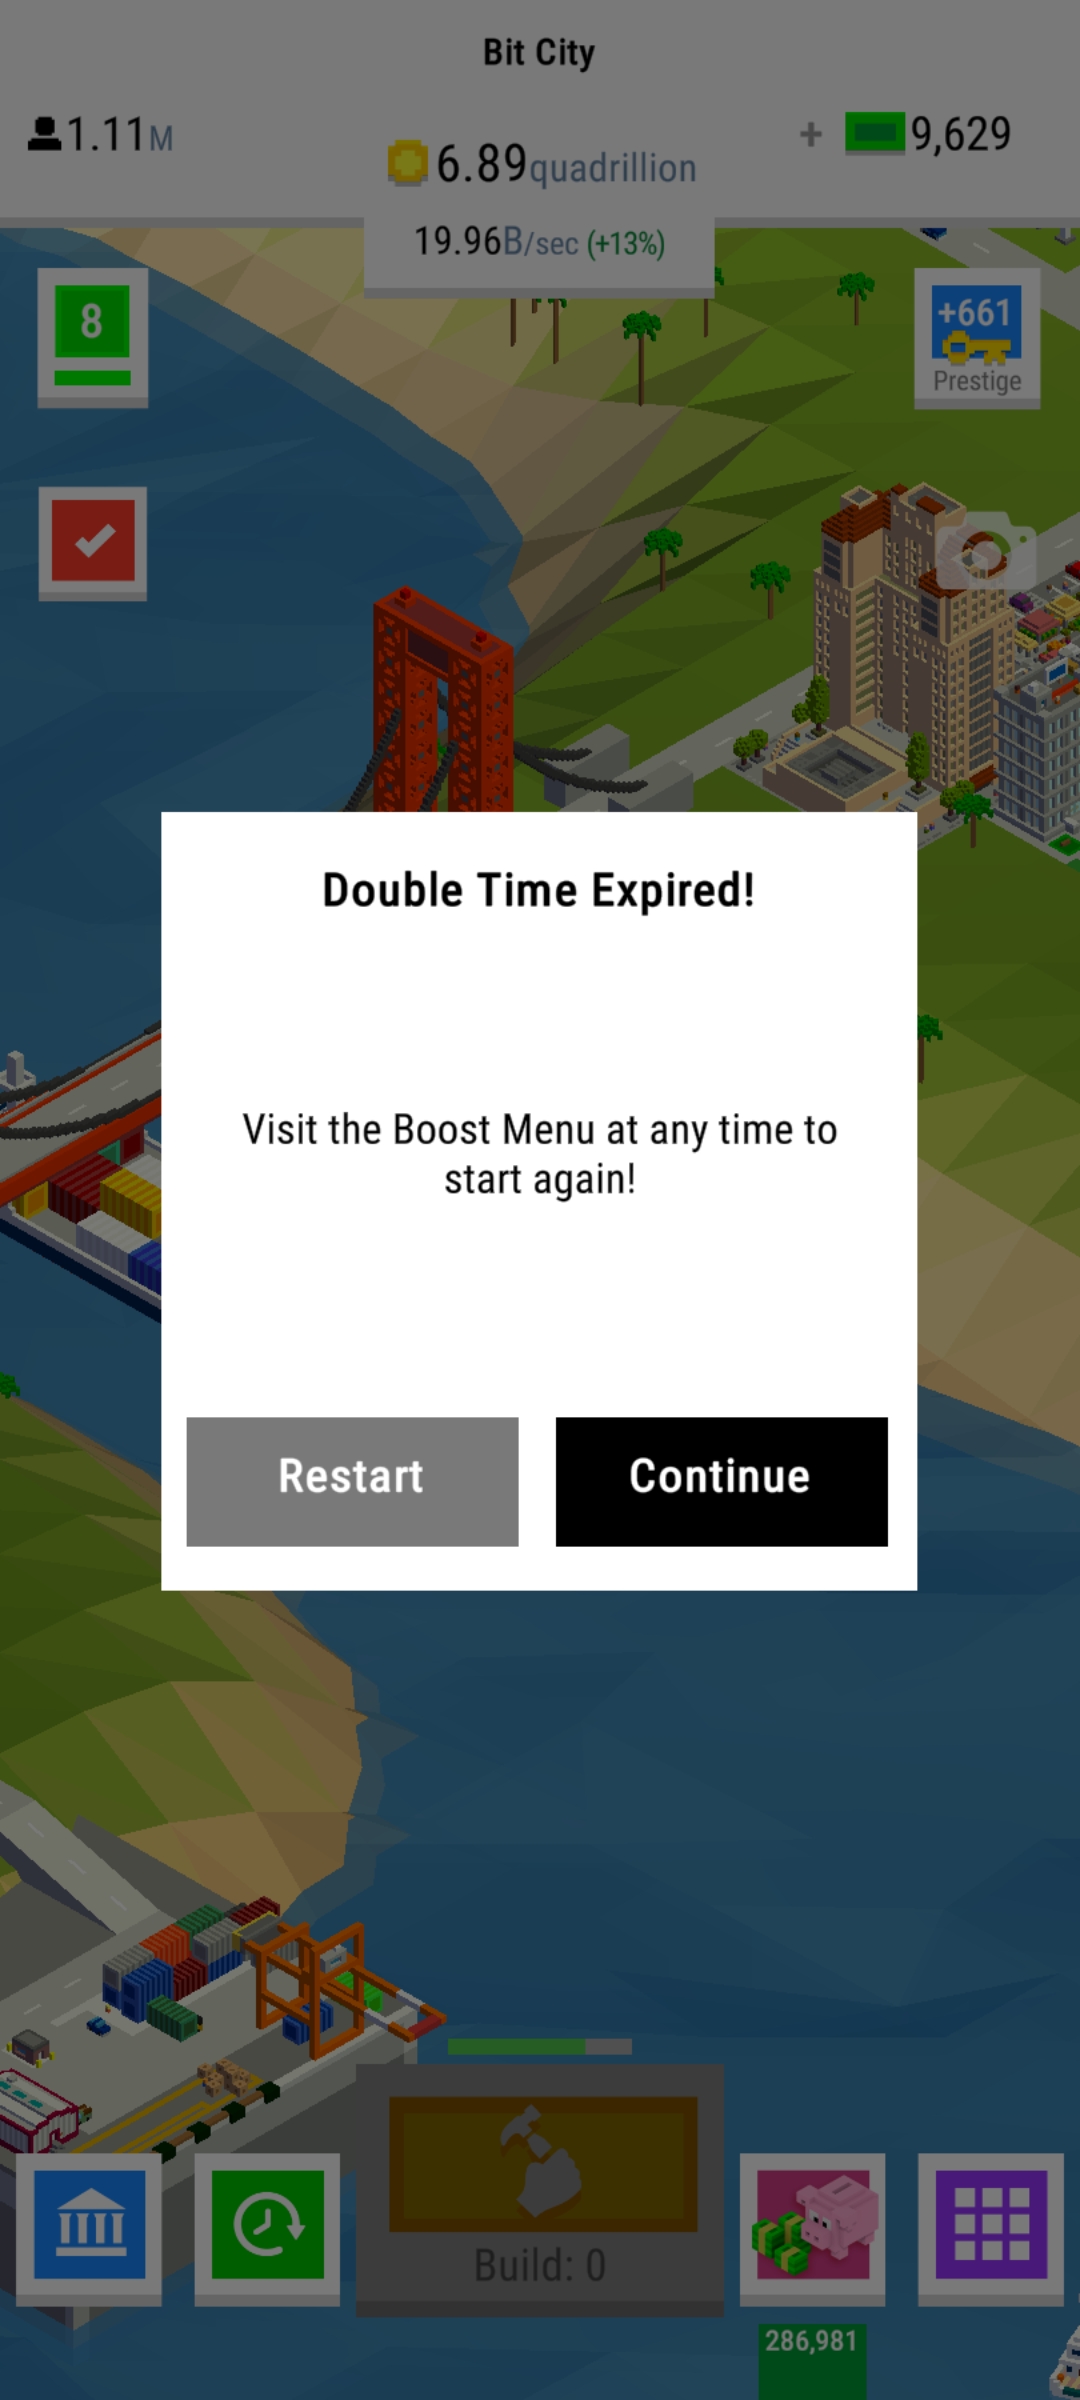 Bit City
1.11M
6.89quadrillion
+ 9,629
19.96B/sec (+13%)
8
+661
Prestige
Double Time Expired!
Visit the Boost Menu at any time to
start again!
Restart
Continue
Build: 0
286,981